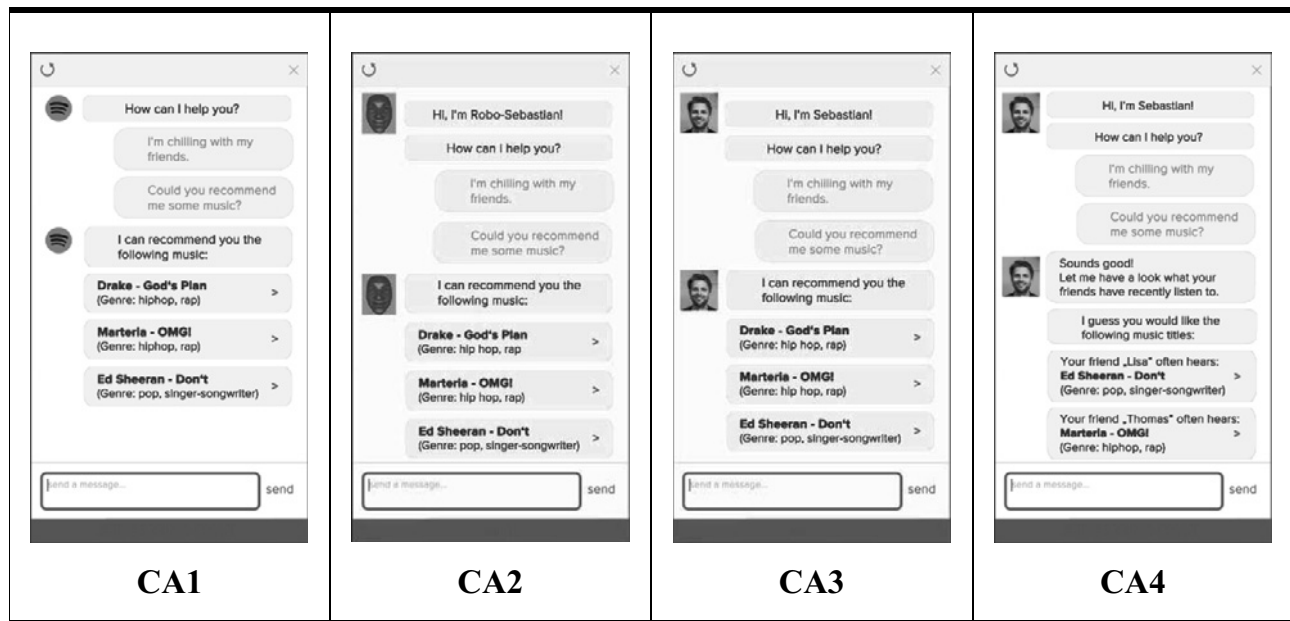 How can I help you?
I'm chilling with my
friends.
Could you recommend
me some music?
I can recommend you the
following music:
Drake - God's Plan
(Genre: hiphop, rap)
>
Marteria - OMG!
(Genre: hiphop, rap)
>
Ed Sheeran - Don't
(Genre: pop, singer-songwriter)
>
send a message...
send
CA1
Hi, I'm Robo-Sebastian!
How can I help you?
I'm chilling with my
friends.
Could you recommend
me some music?
I can recommend you the
following music:
Drake - God's Plan
(Genre: hip hop, rap
>
Marteria - OMG!
(Genre: hip hop, rap)
>
Ed Sheeran - Don't
(Genre: pop, singer-songwriter)
>
send a message...
send
CA2
Hi, I'm Sebastian!
How can I help you?
I'm chilling with my
friends.
Could you recommend
me some music?
I can recommend you the
following music:
Drake - God's Plan
(Genre: hip hop, rap)
>
Marteria - OMG!
(Genre: hip hop, rap)
>
Ed Sheeran - Don't
(Genre: pop, singer-songwriter)
>
send a message...
send
CA3
Hi, I'm Sebastian!
How can I help you?
I'm chilling with my
friends.
Could you recommend
me some music?
Sounds good!
Let me have a look what your
friends have recently listen to.
I guess you would like the
following music titles:
Your friend „Lisa" often hears:
Ed Sheeran - Don't
(Genre: pop, singer-songwriter)
>
Your friend „Thomas" often hears:
Marteria - OMG!
(Genre: hiphop, rap)
>
send a message...
send
CA4